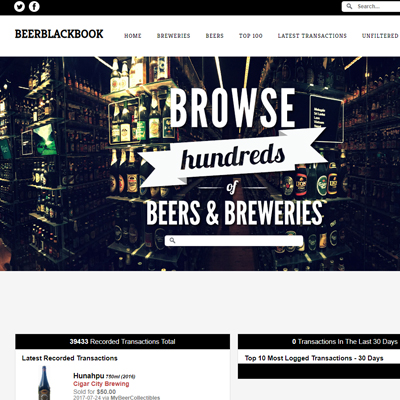 Search...
BEERBLACKBOOK
HOME BREWERIES BEERS TOP 100 LATEST TRANSACTIONS UNFILTERED
BROWSE
hundreds
of
BEERS & BREWERIES
39433 Recorded Transactions Total
0 Transactions In The Last 30 Days
Latest Recorded Transactions
Top 10 Most Logged Transactions - 30 Days
Hunahpu 750ml (2016)
Cigar City Brewing
Sold for $50.00
2017-07-24 via MyBeerCollectibles